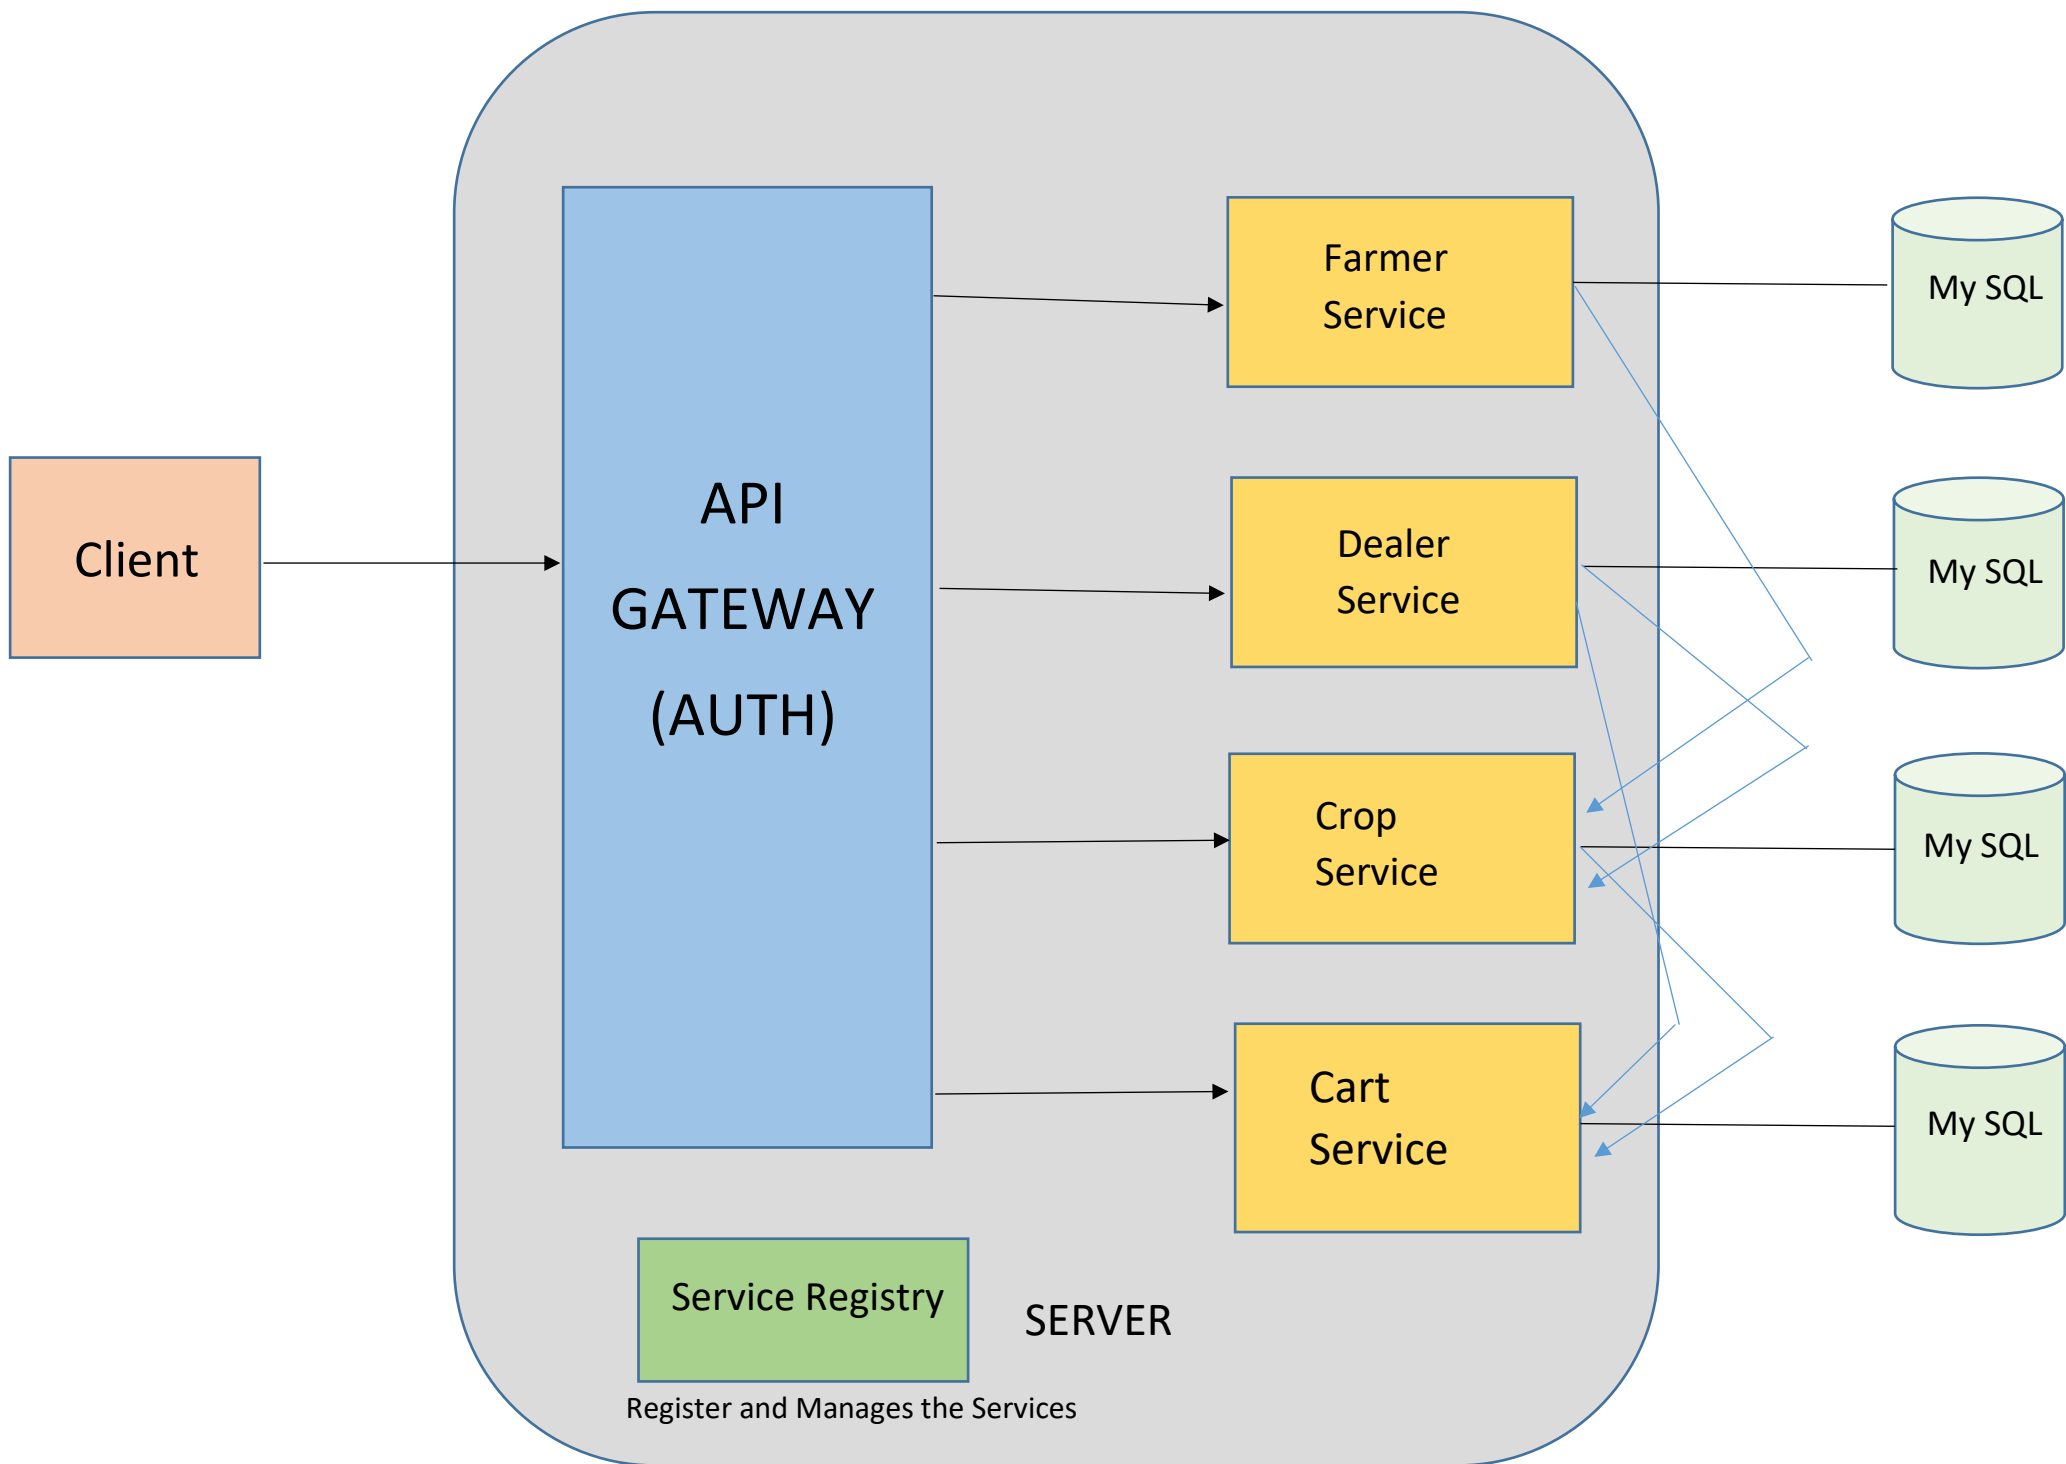 Client
API
GATEWAY
(AUTH)
Farmer
Service
My SQL
Dealer
Service
My SQL
Crop
Service
My SQL
Cart
Service
My SQL
Service Registry
SERVER
Register and Manages the Services